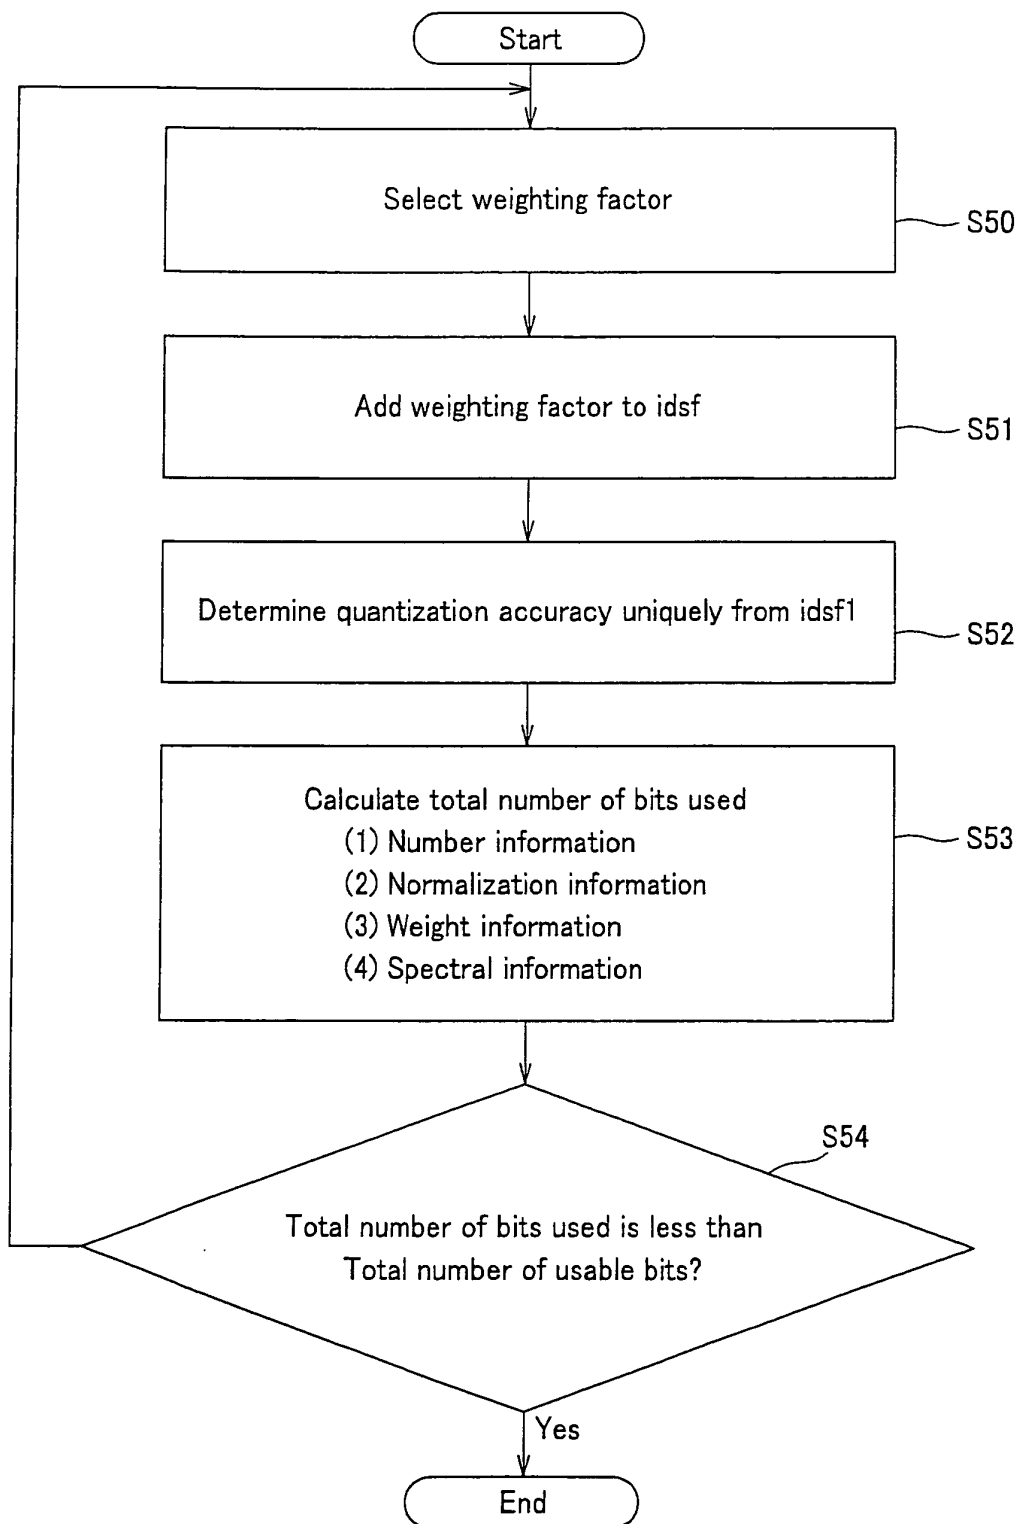 Start
Select weighting factor
S50
Add weighting factor to idsf
S51
Determine quantization accuracy uniquely from idsf1
S52
Calculate total number of bits used
(1) Number information
(2) Normalization information
(3) Weight information
(4) Spectral information
S53
S54
Total number of bits used is less than
Total number of usable bits?
Yes
End